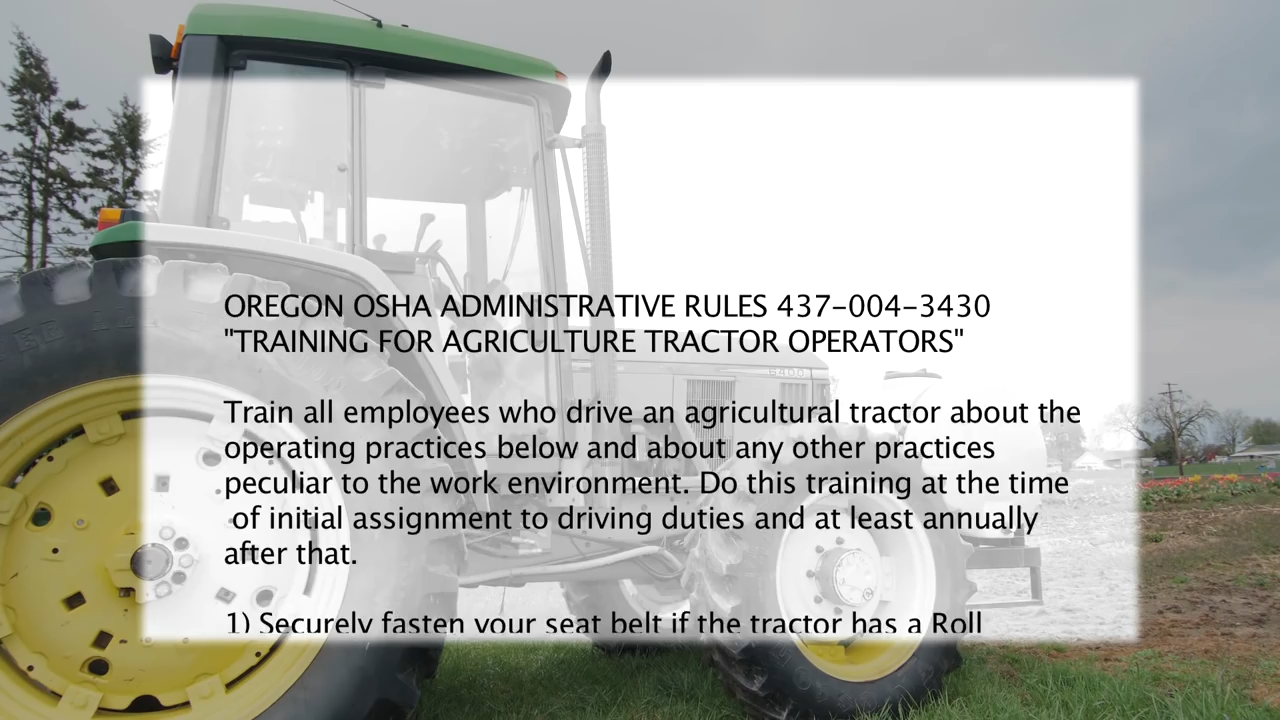 OREGON OSHA ADMINISTRATIVE RULES 437-004-3430
"TRAINING FOR AGRICULTURE TRACTOR OPERATORS"
Train all employees who drive an agricultural tractor about the
operating practices below and about any other practices
peculiar to the work environment. Do this training at the time
of initial assignment to driving duties and at least annually
after that.
1) Securely fasten your seat belt if the tractor has a Roll
6400